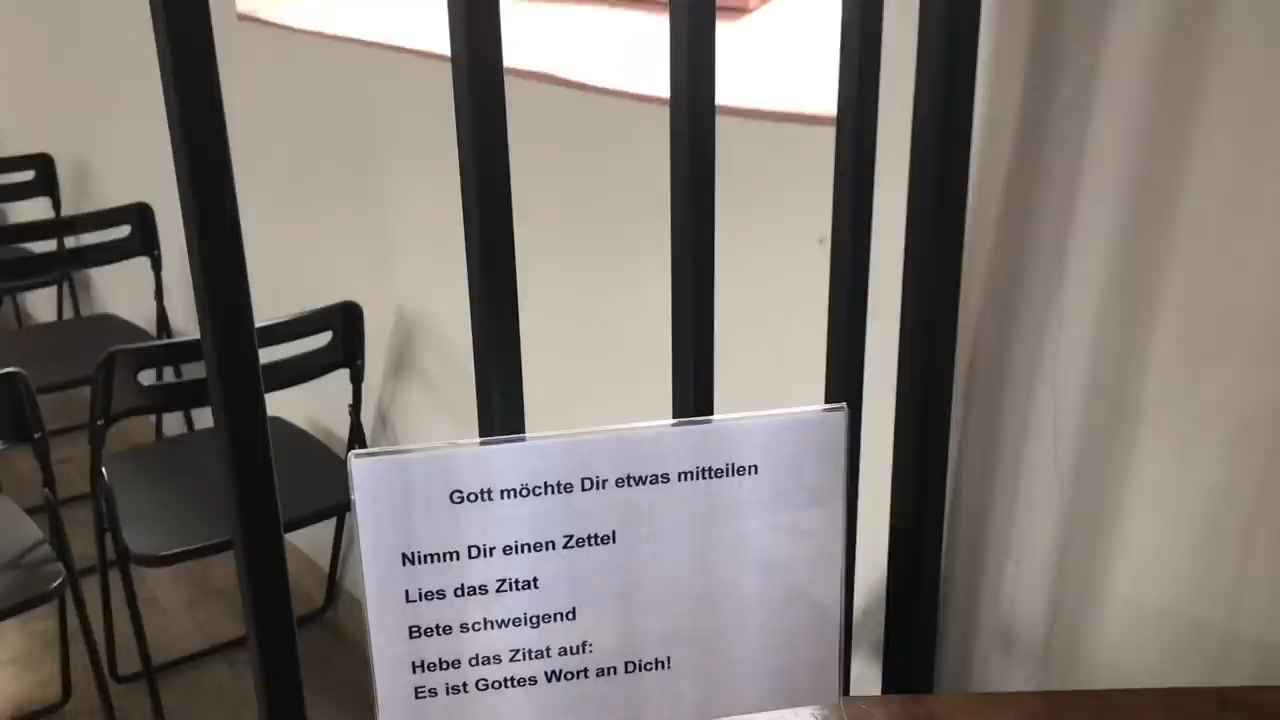 Gott möchte Dir etwas mitteilen
Nimm Dir einen Zettel
Lies das Zitat
Bete schweigend
Hebe das Zitat auf:
Es ist Gottes Wort an Dich!